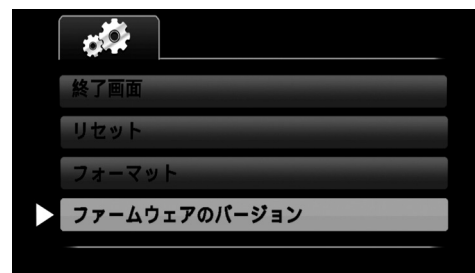 終了画面
リセット
フォーマット
ファームウェアのバージョン